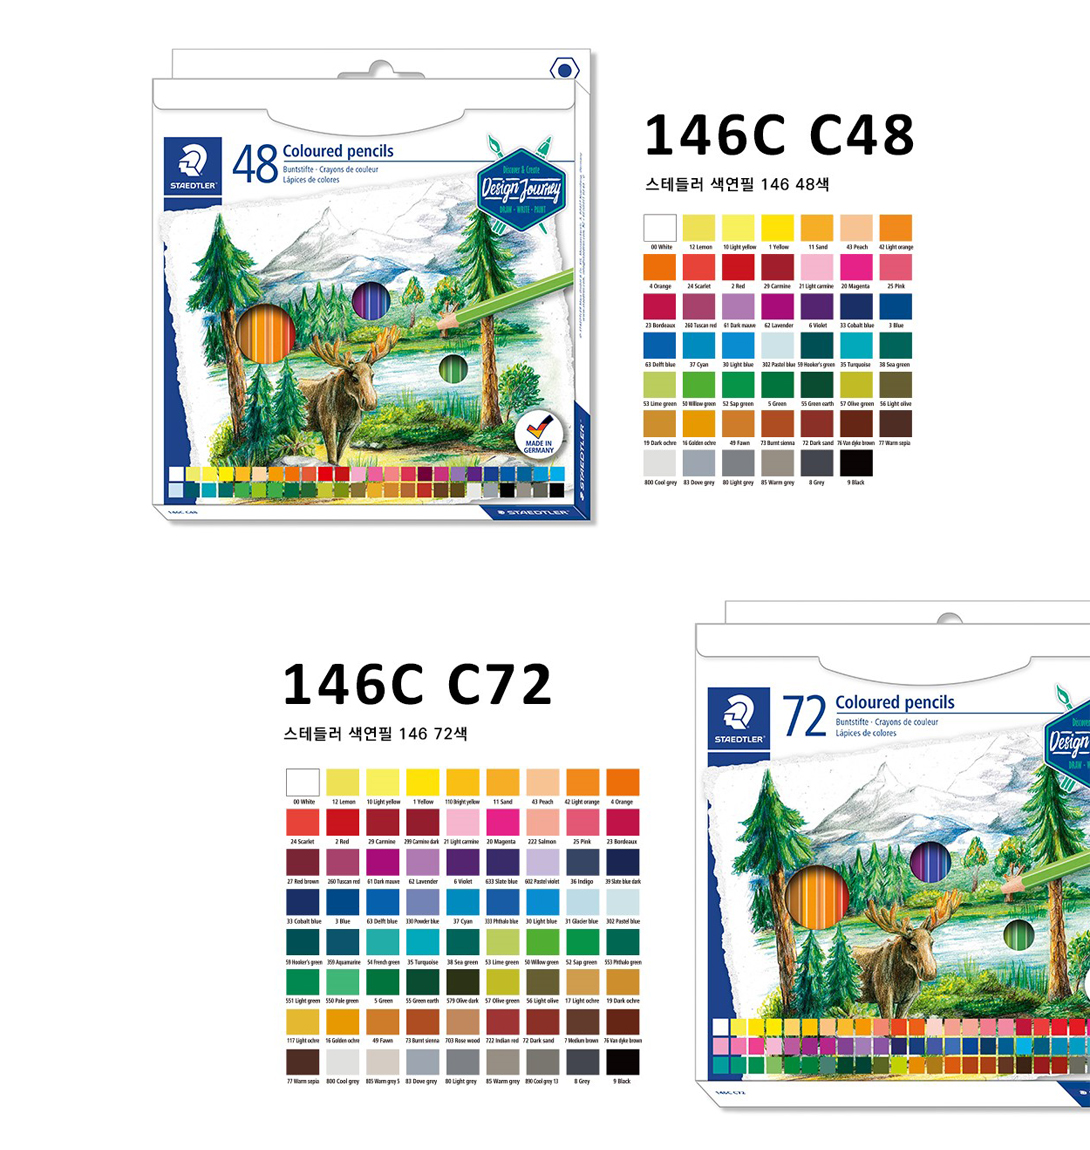 48 Coloured pencils
Buntstifte · Crayons de couleur
Lápices de colores
STAEDTLER
Discover & Create
Design Journey
DRAW · WRITE · PAINT
MADE IN
GERMANY
STAEDTLER
146C C48
STAEDTLER
146C C48
스테들러 색연필 146 48색
00 White 12 Lemon 10 Light yellow 1 Yellow 11 Sand 43 Peach 42 Light orange
4 Orange 24 Scarlet 2 Red 29 Carmine 21 Light carmine 20 Magenta 25 Pink
23 Bordeaux 260 Tuscan red 61 Dark mauve 62 Lavender 6 Violet 33 Cobalt blue 3 Blue
63 Delft blue 37 Cyan 30 Light blue 302 Pastel blue 59 Hooker's green 35 Turquoise 38 Sea green
53 Lime green 50 Willow green 52 Sap green 5 Green 55 Green earth 57 Olive green 56 Light olive
19 Dark ochre 16 Golden ochre 49 Fawn 73 Burnt sienna 72 Dark sand 76 Van dyke brown 77 Warm sepia
800 Cool grey 83 Dove grey 80 Light grey 85 Warm grey 8 Grey 9 Black
146C C72
스테들러 색연필 146 72색
00 White 12 Lemon 10 Light yellow 1 Yellow 110 Bright yellow 11 Sand 43 Peach 42 Light orange 4 Orange
24 Scarlet 2 Red 29 Carmine 299 Carmine dark 21 Light carmine 20 Magenta 222 Salmon 25 Pink 23 Bordeaux
27 Red brown 260 Tuscan red 61 Dark mauve 62 Lavender 6 Violet 633 Slate blue 602 Pastel violet 36 Indigo 39 Slate blue dark
33 Cobalt blue 3 Blue 63 Delft blue 330 Powder blue 37 Cyan 333 Phthalo blue 30 Light blue 31 Glacier blue 302 Pastel blue
59 Hooker's green 359 Aquamarine 54 French green 35 Turquoise 38 Sea green 53 Lime green 50 Willow green 52 Sap green 553 Phthalo green
551 Light green 550 Pale green 5 Green 55 Green earth 579 Olive dark 57 Olive green 56 Light olive 17 Light ochre 19 Dark ochre
117 Light ochre 16 Golden ochre 49 Fawn 73 Burnt sienna 703 Rose wood 722 Indian red 72 Dark sand 7 Medium brown 76 Van dyke brown
77 Warm sepia 800 Cool grey 805 Warm grey 5 83 Dove grey 80 Light grey 85 Warm grey 890 Cool grey 13 8 Grey 9 Black
72 Coloured pencils
Buntstifte · Crayons de couleur
Lápices de colores
STAEDTLER
146C C72